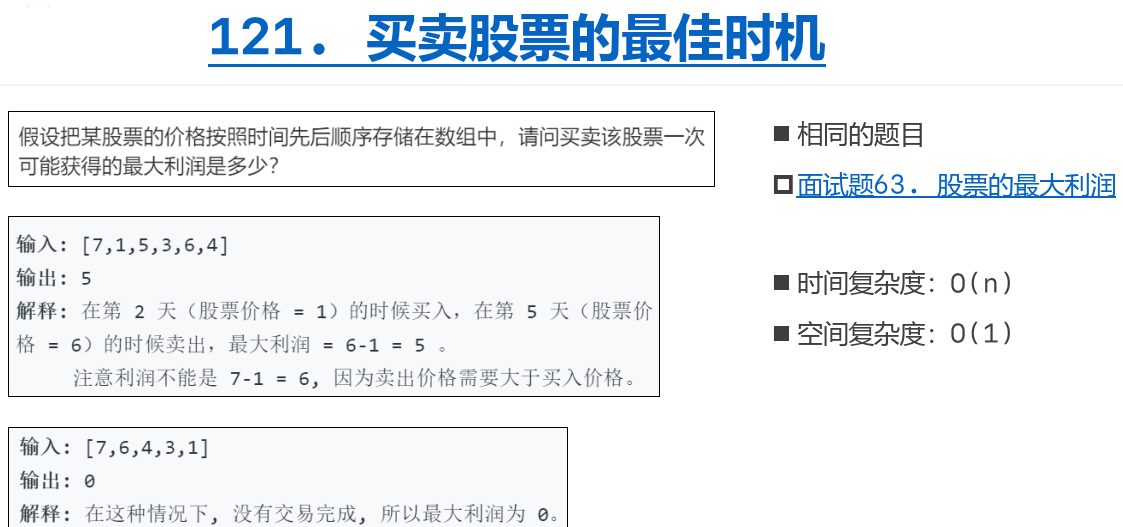 121. 买卖股票的最佳时机
假设把某股票的价格按照时间先后顺序存储在数组中，请问买卖该股票一次
可能获得的最大利润是多少？
输入: [7,1,5,3,6,4]
输出: 5
解释: 在第 2 天（股票价格 = 1）的时候买入，在第 5 天（股票价
格 = 6）的时候卖出，最大利润 = 6-1 = 5 。
注意利润不能是 7-1 = 6, 因为卖出价格需要大于买入价格。
输入: [7,6,4,3,1]
输出: 0
解释: 在这种情况下, 没有交易完成, 所以最大利润为 0。
相同的题目
面试题63. 股票的最大利润
时间复杂度：O(n)
空间复杂度：O(1)